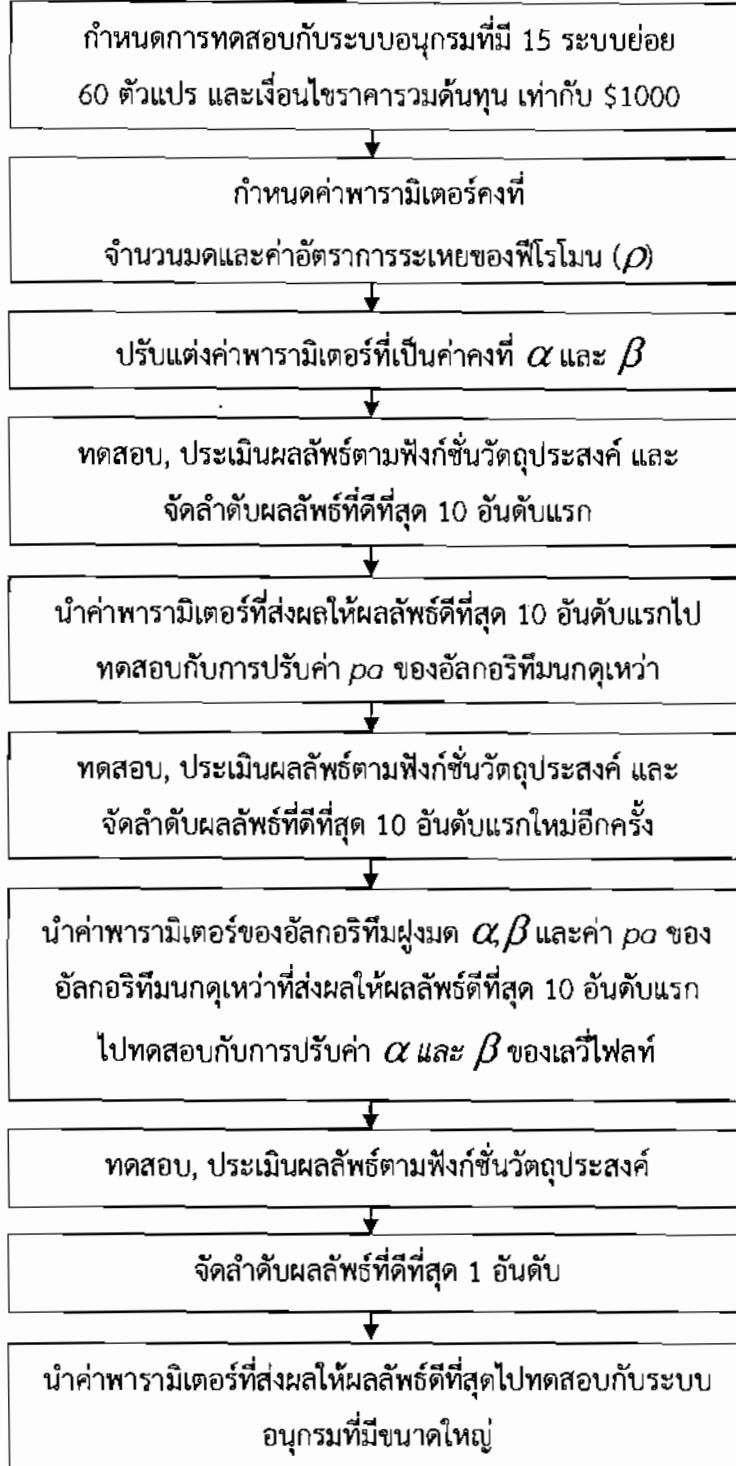 กำหนดการทดสอบกับระบบอนุกรมที่มี 15 ระบบย่อย
60 ตัวแปร และเงื่อนไขราคารวมต้นทุน เท่ากับ $1000
กำหนดค่าพารามิเตอร์คงที่
จำนวนมดและค่าอัตราการระเหยของฟีโรโมน (ρ)
ปรับแต่งค่าพารามิเตอร์ที่เป็นค่าคงที่ α และ β
ทดสอบ, ประเมินผลลัพธ์ตามฟังก์ชั่นวัตถุประสงค์ และ
จัดลำดับผลลัพธ์ที่ดีที่สุด 10 อันดับแรก
นำค่าพารามิเตอร์ที่ส่งผลให้ผลลัพธ์ดีที่สุด 10 อันดับแรกไป
ทดสอบกับการปรับค่า pa ของอัลกอริทึมนกดุเหว่า
ทดสอบ, ประเมินผลลัพธ์ตามฟังก์ชั่นวัตถุประสงค์ และ
จัดลำดับผลลัพธ์ที่ดีที่สุด 10 อันดับแรกใหม่อีกครั้ง
นำค่าพารามิเตอร์ของอัลกอริทึมฝูงมด α,β และค่า pa ของ
อัลกอริทึมนกดุเหว่าที่ส่งผลให้ผลลัพธ์ดีที่สุด 10 อันดับแรก
ไปทดสอบกับการปรับค่า α และ β ของเลวี่ไฟลท์
ทดสอบ, ประเมินผลลัพธ์ตามฟังก์ชั่นวัตถุประสงค์
จัดลำดับผลลัพธ์ที่ดีที่สุด 1 อันดับ
นำค่าพารามิเตอร์ที่ส่งผลให้ผลลัพธ์ดีที่สุดไปทดสอบกับระบบ
อนุกรมที่มีขนาดใหญ่